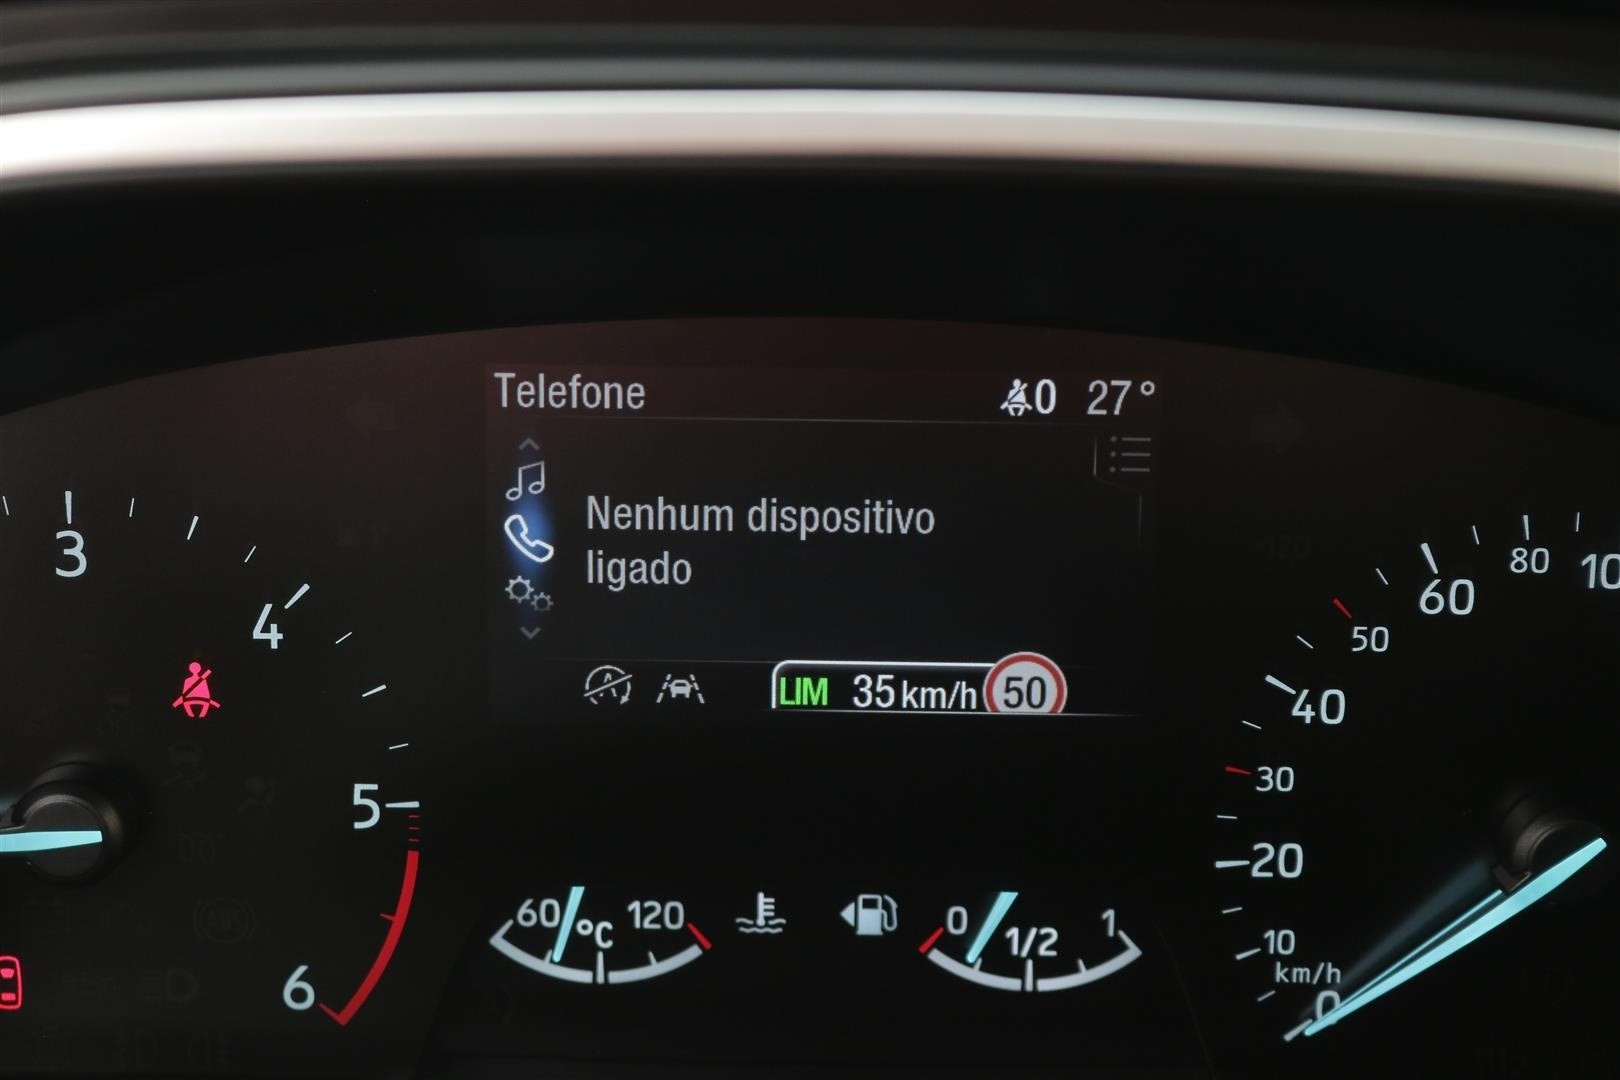 Telefone
0 27°
Nenhum dispositivo
ligado
LIM 35 km/h 50
3
4
5
6
60 °C 120
0 1/2 1
0
10
20
30
40
50
60
80
km/h
A
ABS